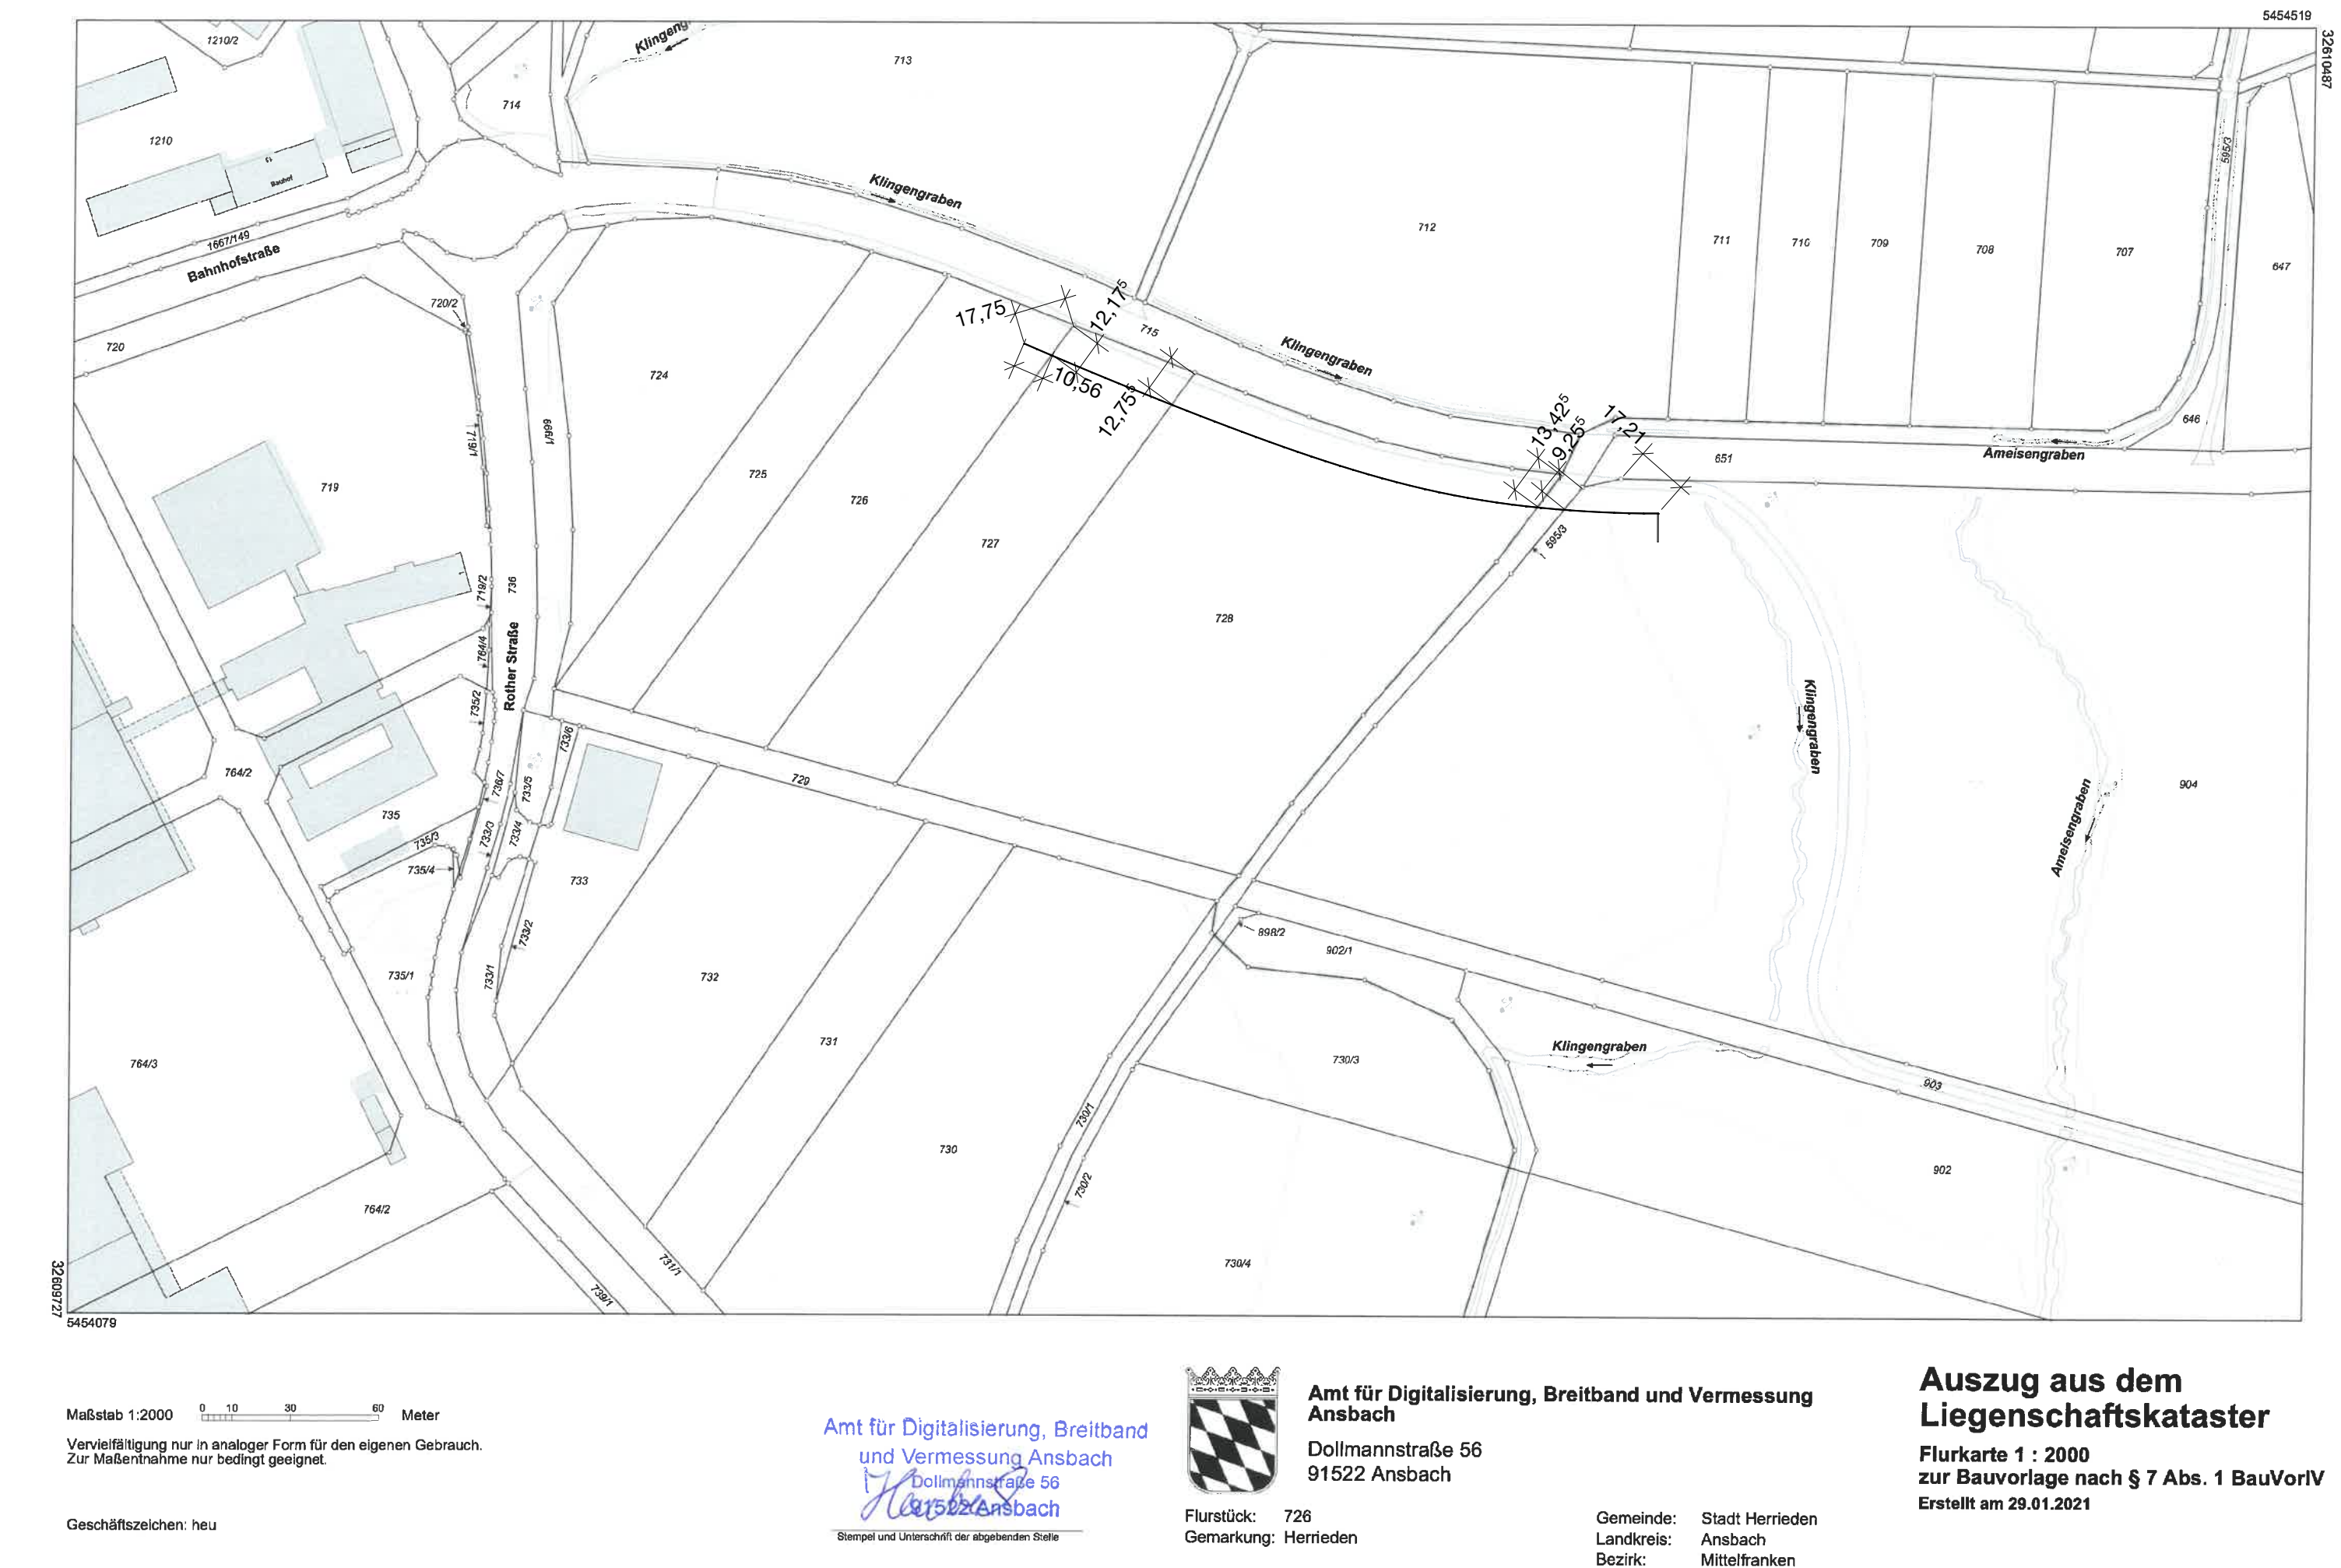 5454519
32610487
1210/2
Klingeng
713
714
1210
Bauhof
Klingengraben
595/3
712
711
710
709
708
707
647
1667/149
Bahnhofstraße
720/2
17,75
12,17⁵
715
720
Klingengraben
724
10,56
12,75⁵
13,42⁵
9,25⁵
17,21
646
719/1
666/1
651
Ameisengraben
725
719
726
727
595/3
719/2
736
728
764/4
Rother Straße
735/2
Klingengraben
733/6
764/2
729
736/7
733/5
904
735
733/3
733/4
735/3
Ameisengraben
735/4
733
733/2
898/2
902/1
735/1
733/1
732
731
Klingengraben
730/3
764/3
903
730/1
730
902
730/2
764/2
731/1
730/4
739/1
32609727
5454079
Maßstab 1:2000
0 10 30 60 Meter
Vervielfältigung nur in analoger Form für den eigenen Gebrauch.
Zur Maßentnahme nur bedingt geeignet.
Geschäftszeichen: heu
Amt für Digitalisierung, Breitband
und Vermessung Ansbach
Dollmannstraße 56
91522 Ansbach
Stempel und Unterschrift der abgebenden Stelle
Amt für Digitalisierung, Breitband und Vermessung
Ansbach
Dollmannstraße 56
91522 Ansbach
Flurstück: 726
Gemarkung: Herrieden
Gemeinde: Stadt Herrieden
Landkreis: Ansbach
Bezirk: Mittelfranken
Auszug aus dem
Liegenschaftskataster
Flurkarte 1 : 2000
zur Bauvorlage nach § 7 Abs. 1 BauVorlV
Erstellt am 29.01.2021